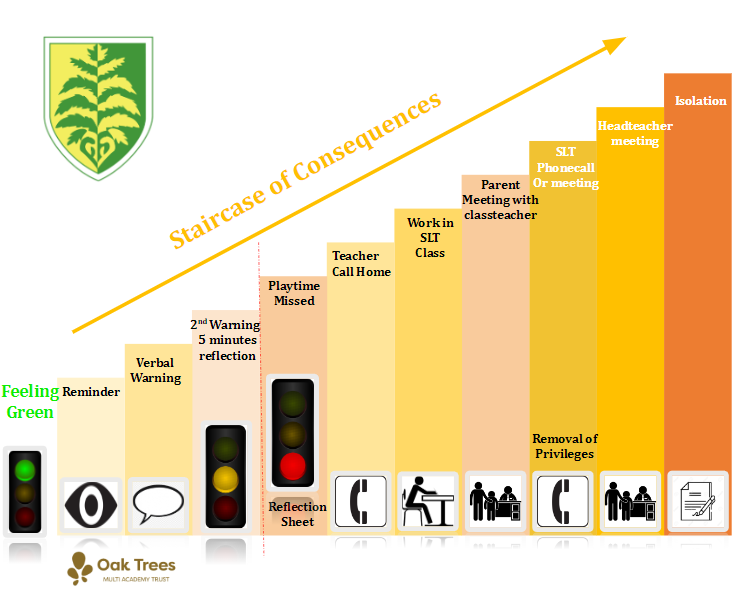 Staircase of Consequences
Feeling
Green
Reminder
Verbal
Warning
2nd Warning
5 minutes
reflection
Playtime
Missed
Reflection
Sheet
Teacher
Call Home
Work in
SLT
Class
Parent
Meeting with
classteacher
SLT
Phonecall
Or meeting
Removal of
Privileges
Headteacher
meeting
Isolation
Oak Trees
MULTI ACADEMY TRUST